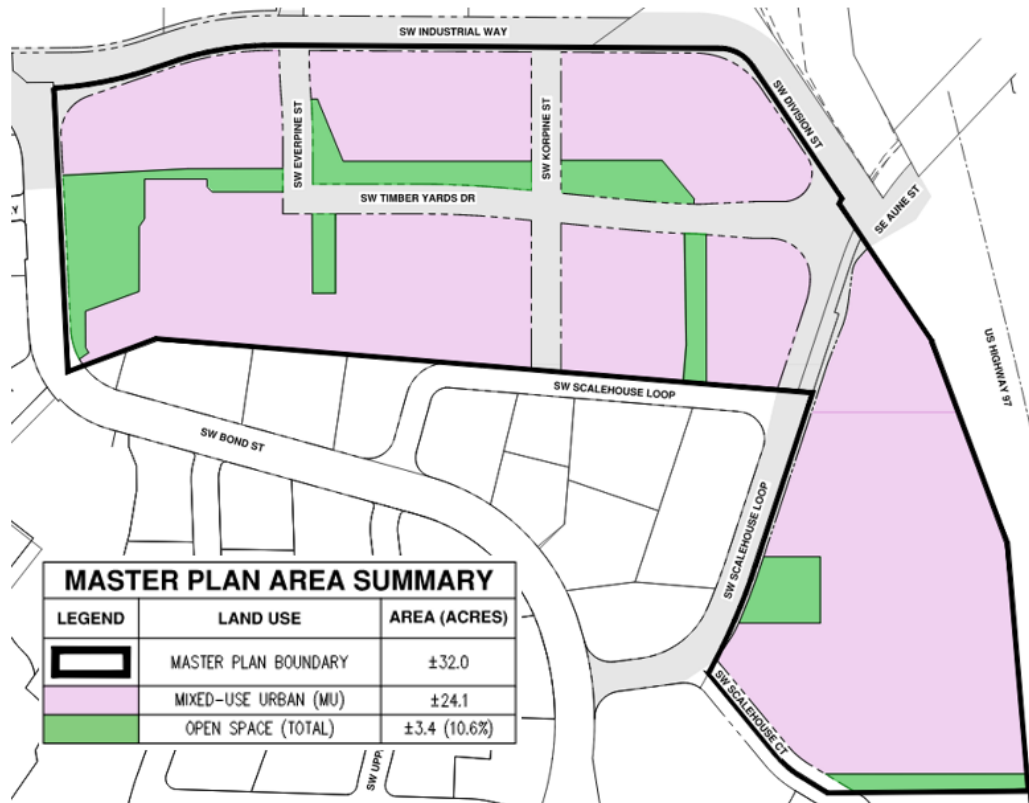 SW INDUSTRIAL WAY
SW DIVISION ST
SW EVERPINE ST
SW KORPINE ST
SW TIMBER YARDS DR
SE AUNE ST
US HIGHWAY 97
SW SCALEHOUSE LOOP
SW BOND ST
SW SCALEHOUSE LOOP
SW SCALEHOUSE CT
SW UPP
MASTER PLAN AREA SUMMARY
LEGEND LAND USE AREA (ACRES)
MASTER PLAN BOUNDARY ±32.0
MIXED-USE URBAN (MU) ±24.1
OPEN SPACE (TOTAL) ±3.4 (10.6%)